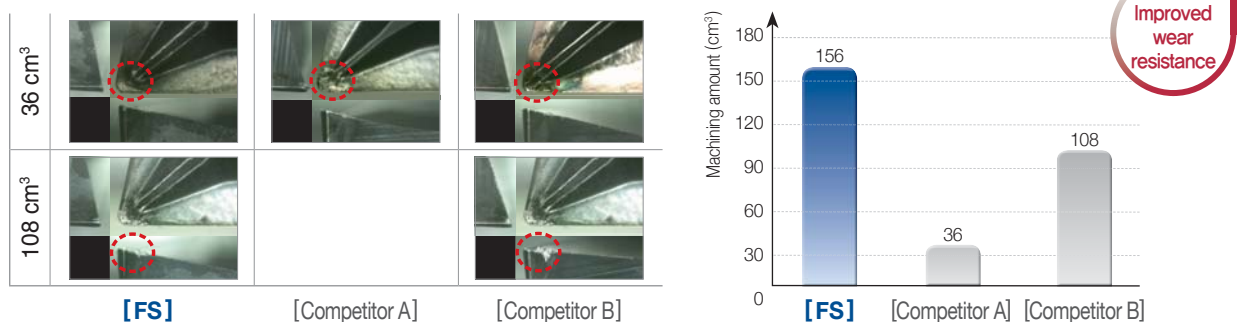 36 cm³
108 cm³
[FS]
[Competitor A]
[Competitor B]
Machining amount (cm³)
180
150
120
90
60
30
0
156
36
108
[FS]
[Competitor A]
[Competitor B]
Improved
wear
resistance